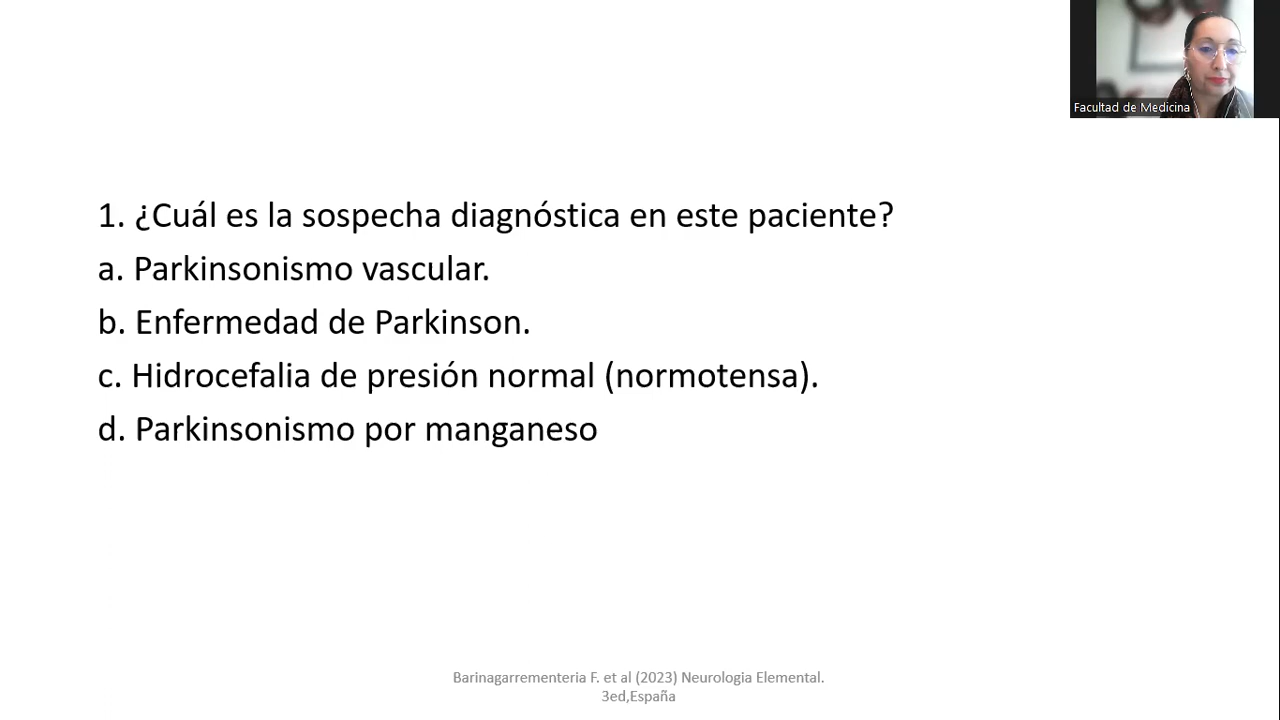 Facultad de Medicina
1. ¿Cuál es la sospecha diagnóstica en este paciente?
a. Parkinsonismo vascular.
b. Enfermedad de Parkinson.
c. Hidrocefalia de presión normal (normotensa).
d. Parkinsonismo por manganeso
Barinagarrementeria F. et al (2023) Neurologia Elemental.
3ed,España